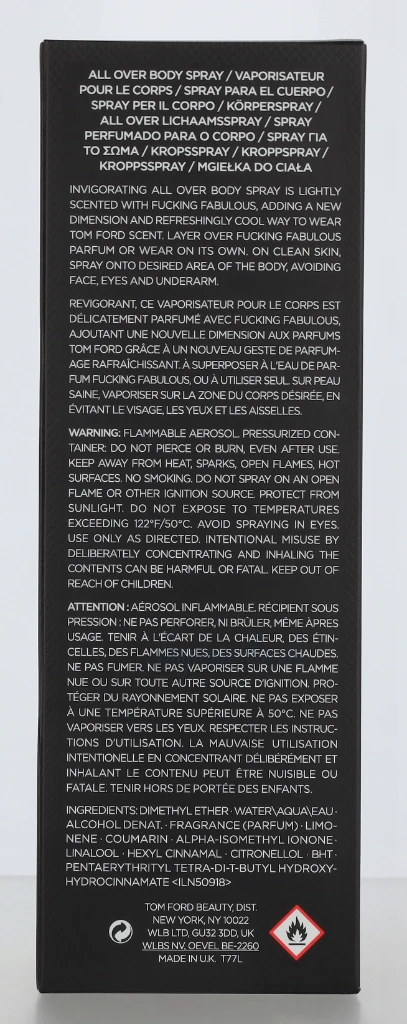 ALL OVER BODY SPRAY / VAPORISATEUR
POUR LE CORPS / SPRAY PARA EL CUERPO /
SPRAY PER IL CORPO / KÖRPERSPRAY /
ALL OVER LICHAAMSSPRAY / SPRAY
PERFUMADO PARA O CORPO / SPRAY ΓΙΑ
ΤΟ ΣΩΜΑ / KROPSSPRAY / KROPPSPRAY /
KROPPSSPRAY / MGIEŁKA DO CIAŁA
INVIGORATING ALL OVER BODY SPRAY IS LIGHTLY
SCENTED WITH FUCKING FABULOUS, ADDING A NEW
DIMENSION AND REFRESHINGLY COOL WAY TO WEAR
TOM FORD SCENT. LAYER OVER FUCKING FABULOUS
PARFUM OR WEAR ON ITS OWN. ON CLEAN SKIN,
SPRAY ONTO DESIRED AREA OF THE BODY, AVOIDING
FACE, EYES AND UNDERARM.
REVIGORANT, CE VAPORISATEUR POUR LE CORPS EST
DÉLICATEMENT PARFUMÉ AVEC FUCKING FABULOUS,
AJOUTANT UNE NOUVELLE DIMENSION AUX PARFUMS
TOM FORD GRÂCE À UN NOUVEAU GESTE DE PARFUM-
AGE RAFRAÎCHISSANT. À SUPERPOSER À L'EAU DE PAR-
FUM FUCKING FABULOUS, OU À UTILISER SEUL. SUR PEAU
SAINE, VAPORISER SUR LA ZONE DU CORPS DÉSIRÉE, EN
ÉVITANT LE VISAGE, LES YEUX ET LES AISSELLES.
WARNING: FLAMMABLE AEROSOL. PRESSURIZED CON-
TAINER: DO NOT PIERCE OR BURN, EVEN AFTER USE.
KEEP AWAY FROM HEAT, SPARKS, OPEN FLAMES, HOT
SURFACES. NO SMOKING. DO NOT SPRAY ON AN OPEN
FLAME OR OTHER IGNITION SOURCE. PROTECT FROM
SUNLIGHT. DO NOT EXPOSE TO TEMPERATURES
EXCEEDING 122°F/50°C. AVOID SPRAYING IN EYES.
USE ONLY AS DIRECTED. INTENTIONAL MISUSE BY
DELIBERATELY CONCENTRATING AND INHALING THE
CONTENTS CAN BE HARMFUL OR FATAL. KEEP OUT OF
REACH OF CHILDREN.
ATTENTION : AÉROSOL INFLAMMABLE. RÉCIPIENT SOUS
PRESSION : NE PAS PERFORER, NI BRÛLER, MÊME APRÈS
USAGE. TENIR À L'ÉCART DE LA CHALEUR, DES ÉTIN-
CELLES, DES FLAMMES NUES, DES SURFACES CHAUDES.
NE PAS FUMER. NE PAS VAPORISER SUR UNE FLAMME
NUE OU SUR TOUTE AUTRE SOURCE D'IGNITION. PRO-
TÉGER DU RAYONNEMENT SOLAIRE. NE PAS EXPOSER
À UNE TEMPÉRATURE SUPÉRIEURE À 50°C. NE PAS
VAPORISER VERS LES YEUX. RESPECTER LES INSTRUC-
TIONS D'UTILISATION. LA MAUVAISE UTILISATION
INTENTIONELLE EN CONCENTRANT DÉLIBÉRÉMENT ET
INHALANT LE CONTENU PEUT ÊTRE NUISIBLE OU
FATALE. TENIR HORS DE PORTÉE DES ENFANTS.
INGREDIENTS: DIMETHYL ETHER · WATER\AQUA\EAU ·
ALCOHOL DENAT. · FRAGRANCE (PARFUM) · LIMO-
NENE · COUMARIN · ALPHA-ISOMETHYL IONONE ·
LINALOOL · HEXYL CINNAMAL · CITRONELLOL · BHT ·
PENTAERYTHRITYL TETRA-DI-T-BUTYL HYDROXY-
HYDROCINNAMATE <ILN50918>
TOM FORD BEAUTY, DIST.
NEW YORK, NY 10022
WLB LTD, GU32 3DD, UK
WLBS NV, OEVEL BE-2260
MADE IN U.K. T77L